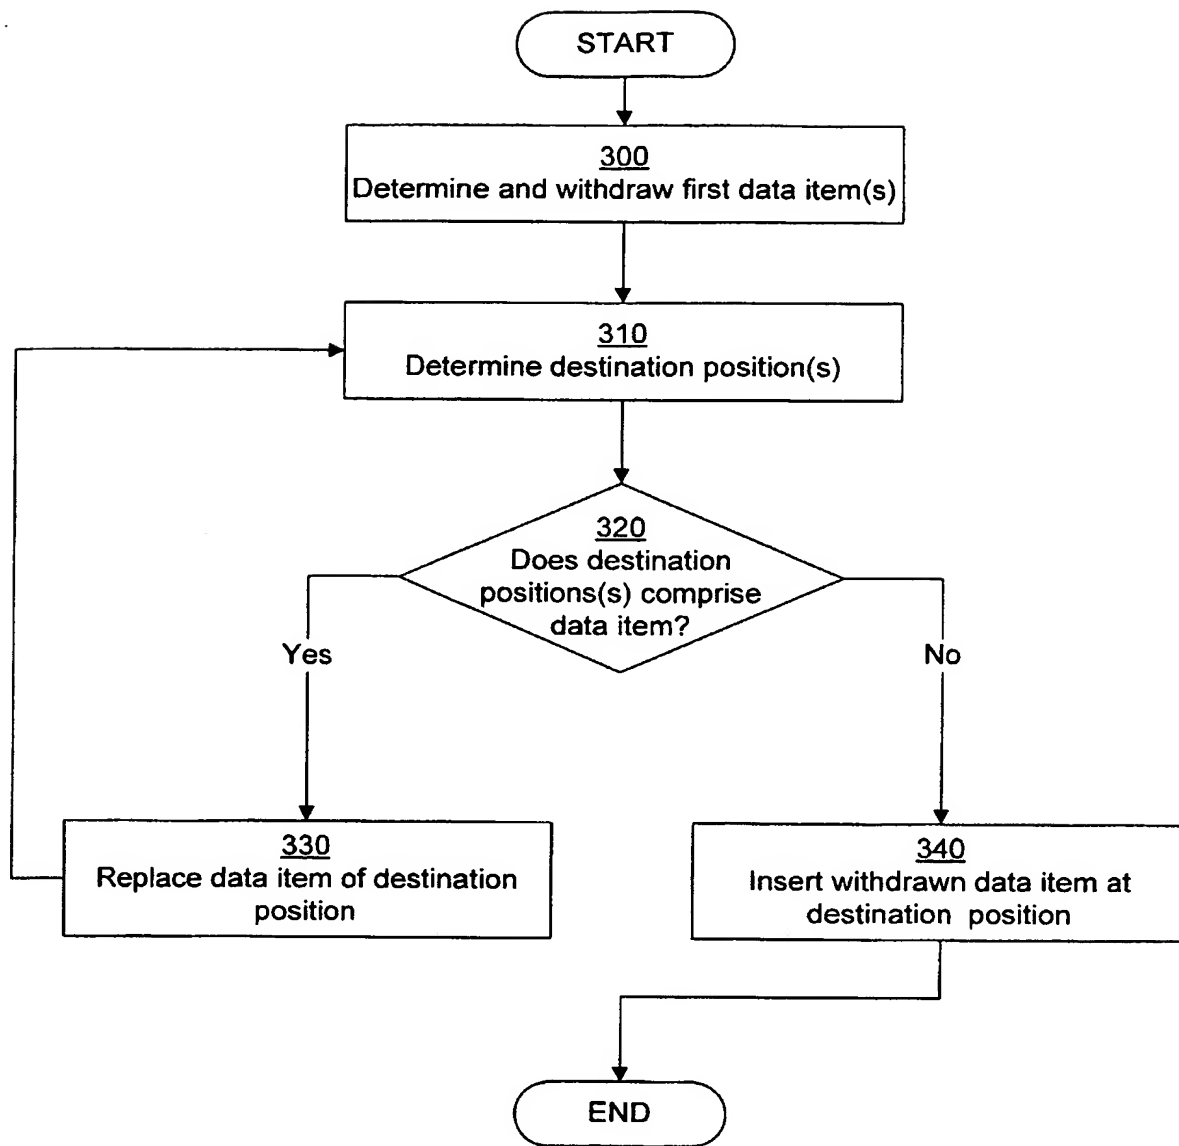 START
300
Determine and withdraw first data item(s)
310
Determine destination position(s)
320
Does destination
positions(s) comprise
data item?
Yes
No
330
Replace data item of destination
position
340
Insert withdrawn data item at
destination position
END